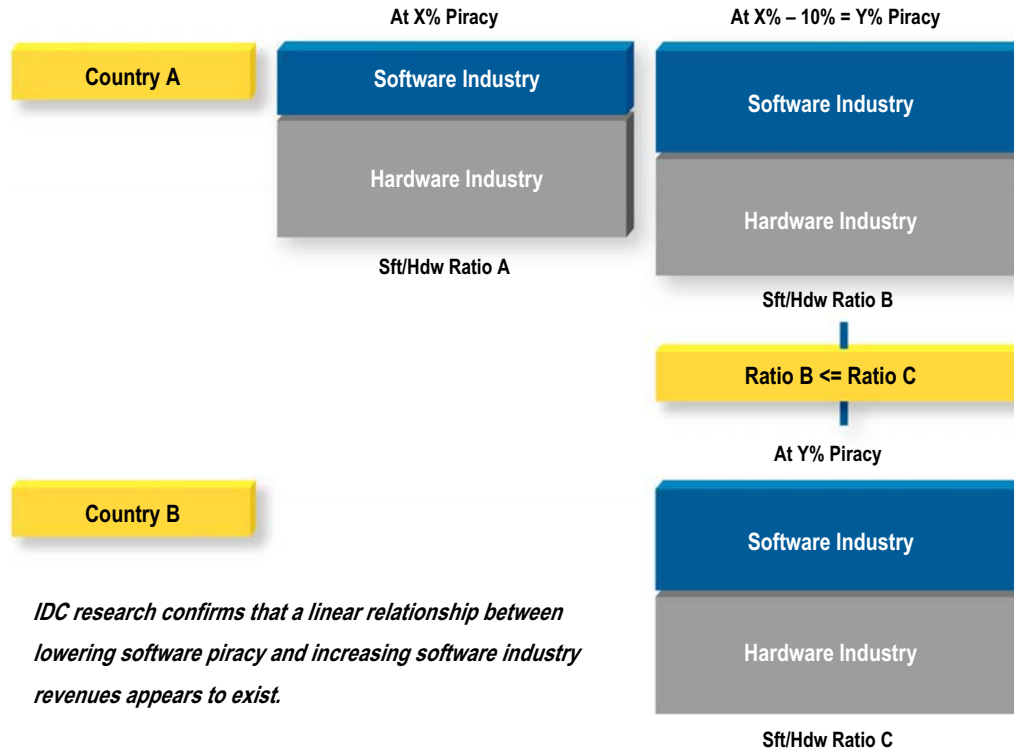 At X% Piracy
At X% – 10% = Y% Piracy
Country A
Software Industry
Software Industry
Hardware Industry
Hardware Industry
Sft/Hdw Ratio A
Sft/Hdw Ratio B
Ratio B <= Ratio C
At Y% Piracy
Country B
Software Industry
IDC research confirms that a linear relationship between
lowering software piracy and increasing software industry
revenues appears to exist.
Hardware Industry
Sft/Hdw Ratio C